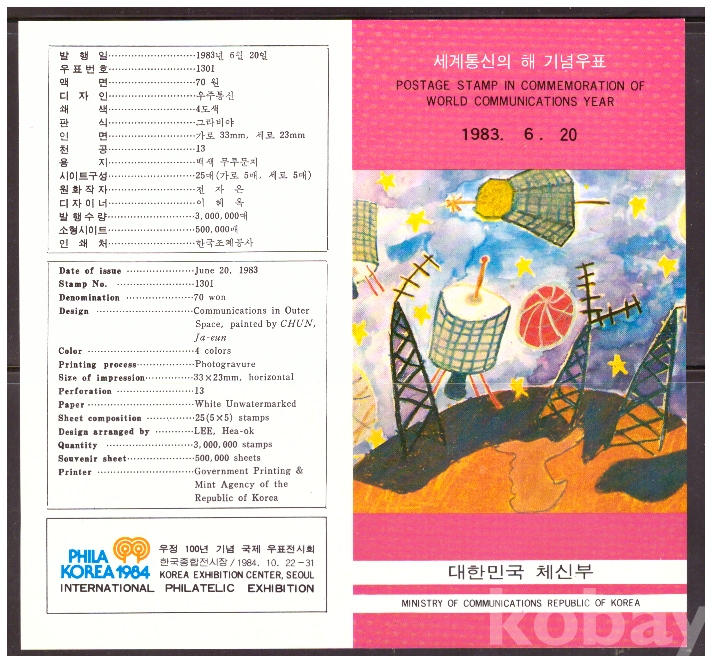 발 행 일··························1983년 6월 20일
우표번호··························1301
액 면··························70 원
디 자 인··························우주통신
쇄 색··························4도색
판 식··························그라비아
인 면··························가로 33mm, 세로 23mm
천 공··························13
용 지··························백색 무투문지
시이트구성··························25매(가로 5매, 세로 5매)
원화작자··························전 자 은
디자이너··························이 혜 옥
발행수량··························3,000,000매
소형시이트··························500,000매
인 쇄 처··························한국조폐공사
Date of issue ····················June 20, 1983
Stamp No. ····················1301
Denomination ····················70 won
Design ····················Communications in Outer
Space, painted by CHUN,
Ja-eun
Color ····················4 colors
Printing process····················Photogravure
Size of impression··············33×23mm, horizontal
Perforation ····················13
Paper····················White Unwatermarked
Sheet composition ··············25(5×5) stamps
Design arranged by ···········LEE, Hea-ok
Quantity ····················3,000,000 stamps
Souvenir sheet····················500,000 sheets
Printer ····················Government Printing &
Mint Agency of the
Republic of Korea
PHILA
KOREA 1984
우정 100년 기념 국제 우표전시회
한국종합전시장/1984. 10. 22-31
KOREA EXHIBITION CENTER, SEOUL
INTERNATIONAL PHILATELIC EXHIBITION
세계통신의 해 기념우표
POSTAGE STAMP IN COMMEMORATION OF
WORLD COMMUNICATIONS YEAR
1983. 6. 20
대한민국 체신부
MINISTRY OF COMMUNICATIONS REPUBLIC OF KOREA
kobay